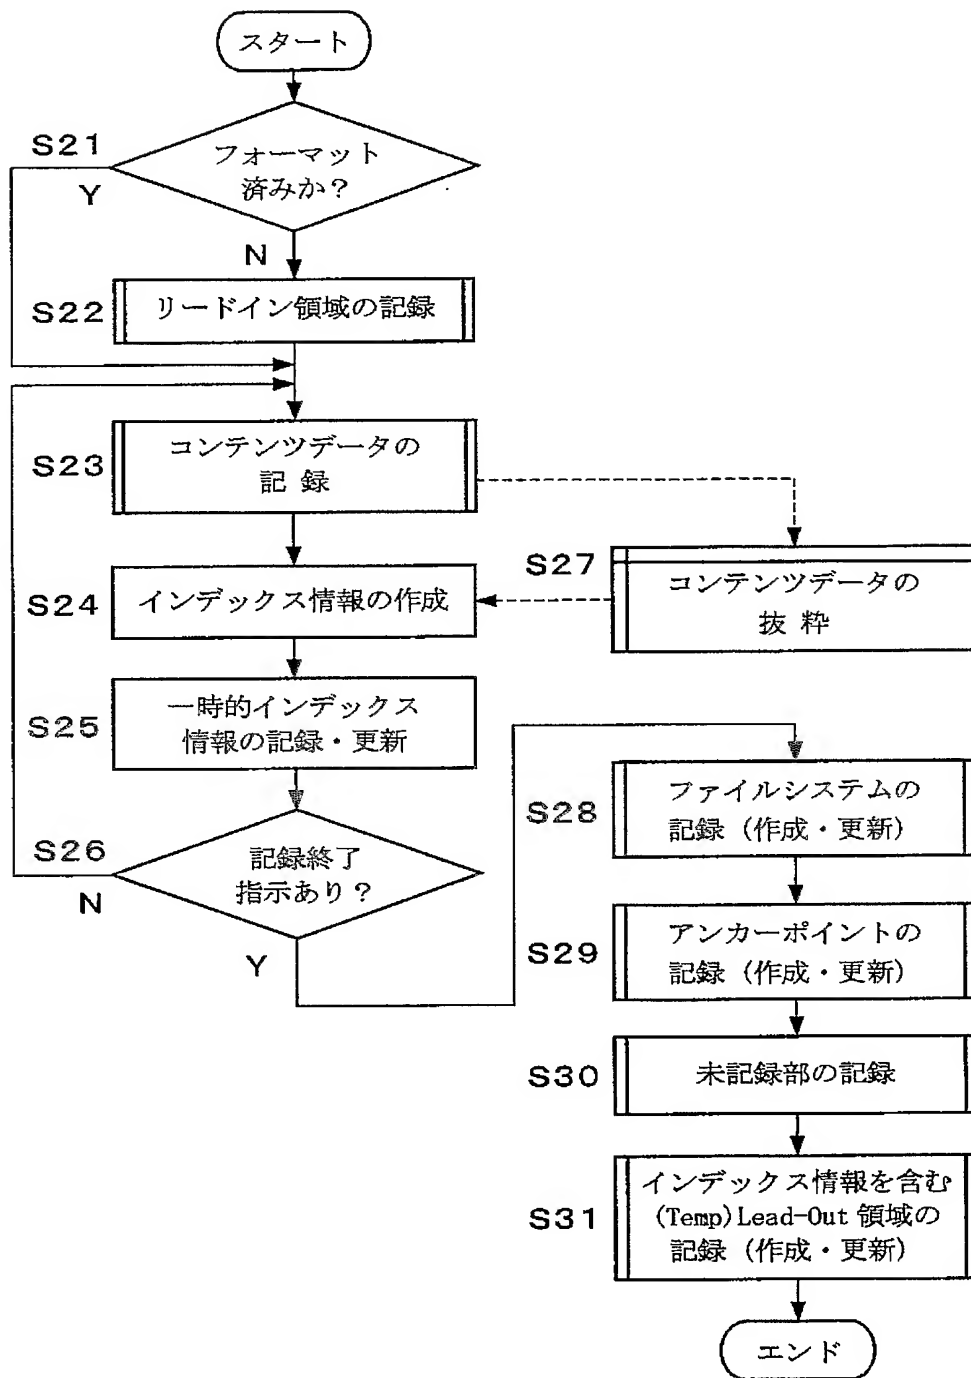 スタート
S21
フォーマット
済みか？
Y
N
S22
リードイン領域の記録
S23
コンテンツデータの
記 録
S27
コンテンツデータの
抜 粋
S24
インデックス情報の作成
S25
一時的インデックス
情報の記録・更新
S26
記録終了
指示あり？
N
Y
S28
ファイルシステムの
記録（作成・更新）
S29
アンカーポイントの
記録（作成・更新）
S30
未記録部の記録
S31
インデックス情報を含む
(Temp)Lead-Out 領域の
記録（作成・更新）
エンド